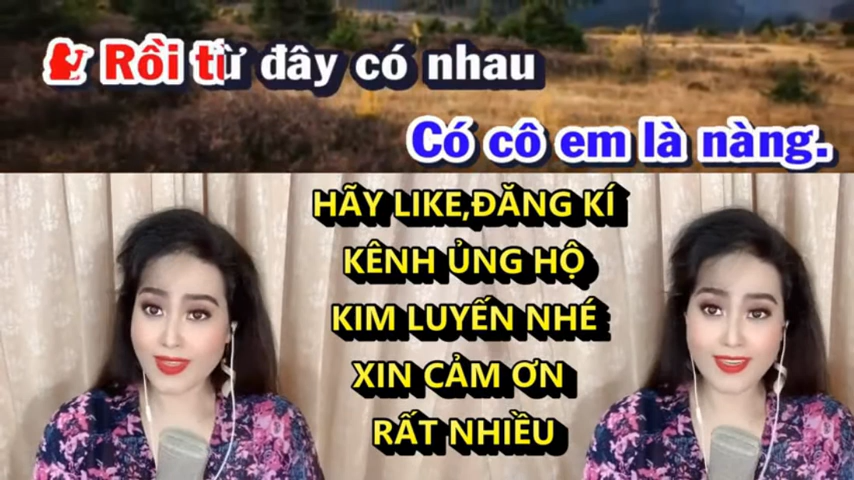 Rồi từ đây có nhau
Có cô em là nàng.
HÃY LIKE,ĐĂNG KÍ
KÊNH ỦNG HỘ
KIM LUYẾN NHÉ
XIN CẢM ƠN
RẤT NHIỀU